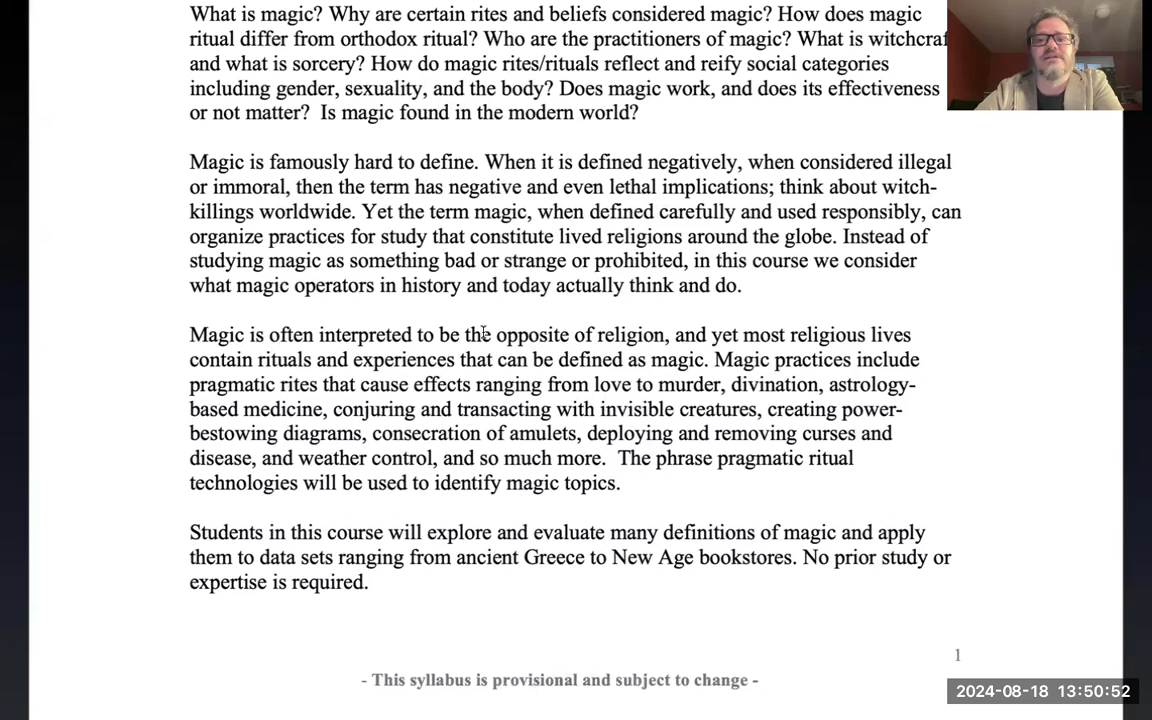 What is magic? Why are certain rites and beliefs considered magic? How does magic
ritual differ from orthodox ritual? Who are the practitioners of magic? What is witchcraf
and what is sorcery? How do magic rites/rituals reflect and reify social categories
including gender, sexuality, and the body? Does magic work, and does its effectiveness
or not matter? Is magic found in the modern world?
Magic is famously hard to define. When it is defined negatively, when considered illegal
or immoral, then the term has negative and even lethal implications; think about witch-
killings worldwide. Yet the term magic, when defined carefully and used responsibly, can
organize practices for study that constitute lived religions around the globe. Instead of
studying magic as something bad or strange or prohibited, in this course we consider
what magic operators in history and today actually think and do.
Magic is often interpreted to be the opposite of religion, and yet most religious lives
contain rituals and experiences that can be defined as magic. Magic practices include
pragmatic rites that cause effects ranging from love to murder, divination, astrology-
based medicine, conjuring and transacting with invisible creatures, creating power-
bestowing diagrams, consecration of amulets, deploying and removing curses and
disease, and weather control, and so much more. The phrase pragmatic ritual
technologies will be used to identify magic topics.
Students in this course will explore and evaluate many definitions of magic and apply
them to data sets ranging from ancient Greece to New Age bookstores. No prior study or
expertise is required.
1
- This syllabus is provisional and subject to change -
2024-08-18 13:50:52